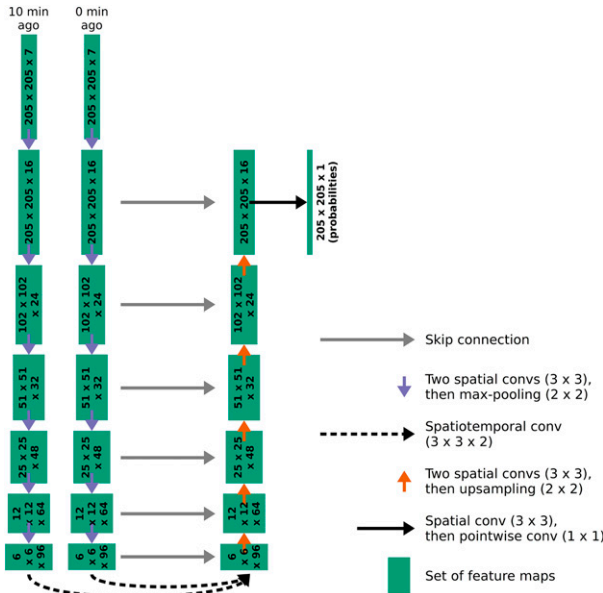 10 min
ago
0 min
ago
205 x 205 x 7
205 x 205 x 7
205 x 205 x 16
205 x 205 x 16
205 x 205 x 16
205 x 205 x 1
(probabilities)
102 x 102
x 24
102 x 102
x 24
102 x 102
x 24
51 x 51
x 32
51 x 51
x 32
51 x 51
x 32
25 x 25
x 48
25 x 25
x 48
25 x 25
x 48
12
x 12
x 64
12
x 12
x 64
12
x 12
x 64
6
x 6
x 96
6
x 6
x 96
6
x 6
x 96
Skip connection
Two spatial convs (3 x 3),
then max-pooling (2 x 2)
Spatiotemporal conv
(3 x 3 x 2)
Two spatial convs (3 x 3),
then upsampling (2 x 2)
Spatial conv (3 x 3),
then pointwise conv (1 x 1)
Set of feature maps